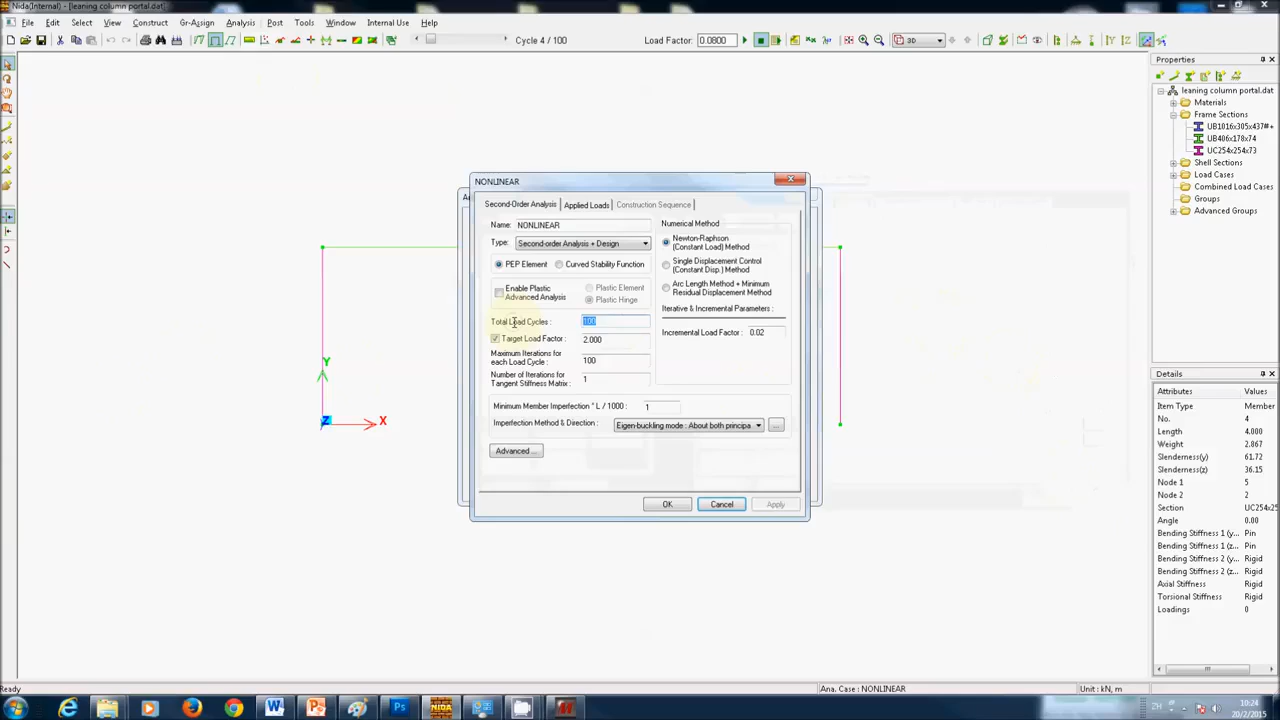 Nida(Internal) - [leaning column portal.dat]
File Edit Select View Construct Gr-Assign Analysis Post Tools Window Internal Use Help
Cycle 4 / 100 Load Factor: 0.0800 3D
Properties
leaning column portal.dat
Materials
Frame Sections
UB1016x305x437#+
UB406x178x74
UC254x254x73
Shell Sections
Load Cases
Combined Load Cases
Groups
Advanced Groups
NONLINEAR
Second-Order Analysis Applied Loads Construction Sequence
Name: NONLINEAR
Type: Second-order Analysis + Design
PEP Element Curved Stability Function
Enable Plastic
Advanced Analysis
Plastic Element
Plastic Hinge
Total Load Cycles : 100
Target Load Factor : 2.000
Maximum Iterations for
each Load Cycle : 100
Number of Iterations for
Tangent Stiffness Matrix : 1
Numerical Method
Newton-Raphson
(Constant Load) Method
Single Displacement Control
(Constant Disp.) Method
Arc Length Method + Minimum
Residual Displacement Method
Iterative & Incremental Parameters :
Incremental Load Factor : 0.02
Minimum Member Imperfection * L / 1000 : 1
Imperfection Method & Direction : Eigen-buckling mode : About both principa ...
Advanced ...
OK Cancel Apply
Y
Z X
Details
Attributes Values
Item Type Member
No. 4
Length 4.000
Weight 2.867
Slenderness(y) 61.72
Slenderness(z) 36.15
Node 1 5
Node 2 2
Section UC254x25
Angle 0.00
Bending Stiffness 1 (y... Pin
Bending Stiffness 1 (z... Pin
Bending Stiffness 2 (y... Rigid
Bending Stiffness 2 (z... Rigid
Axial Stiffness Rigid
Torsional Stiffness Rigid
Loadings 0
Ready Ana. Case : NONLINEAR Unit : kN, m
ZH 10:24
20/2/2015